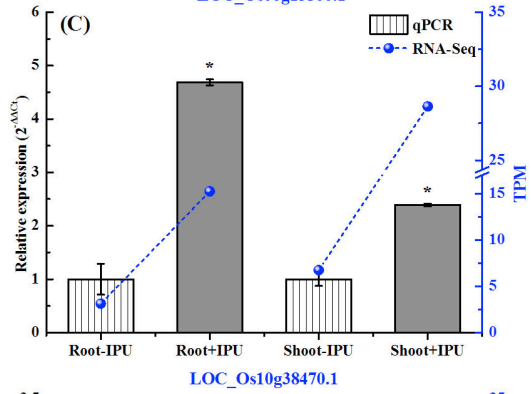 (C)
qPCR
RNA-Seq
*
*
Relative expression (2^-ΔΔCt)
6
5
4
3
2
1
0
35
30
25
15
10
5
0
TPM
Root-IPU Root+IPU Shoot-IPU Shoot+IPU
LOC_Os10g38470.1